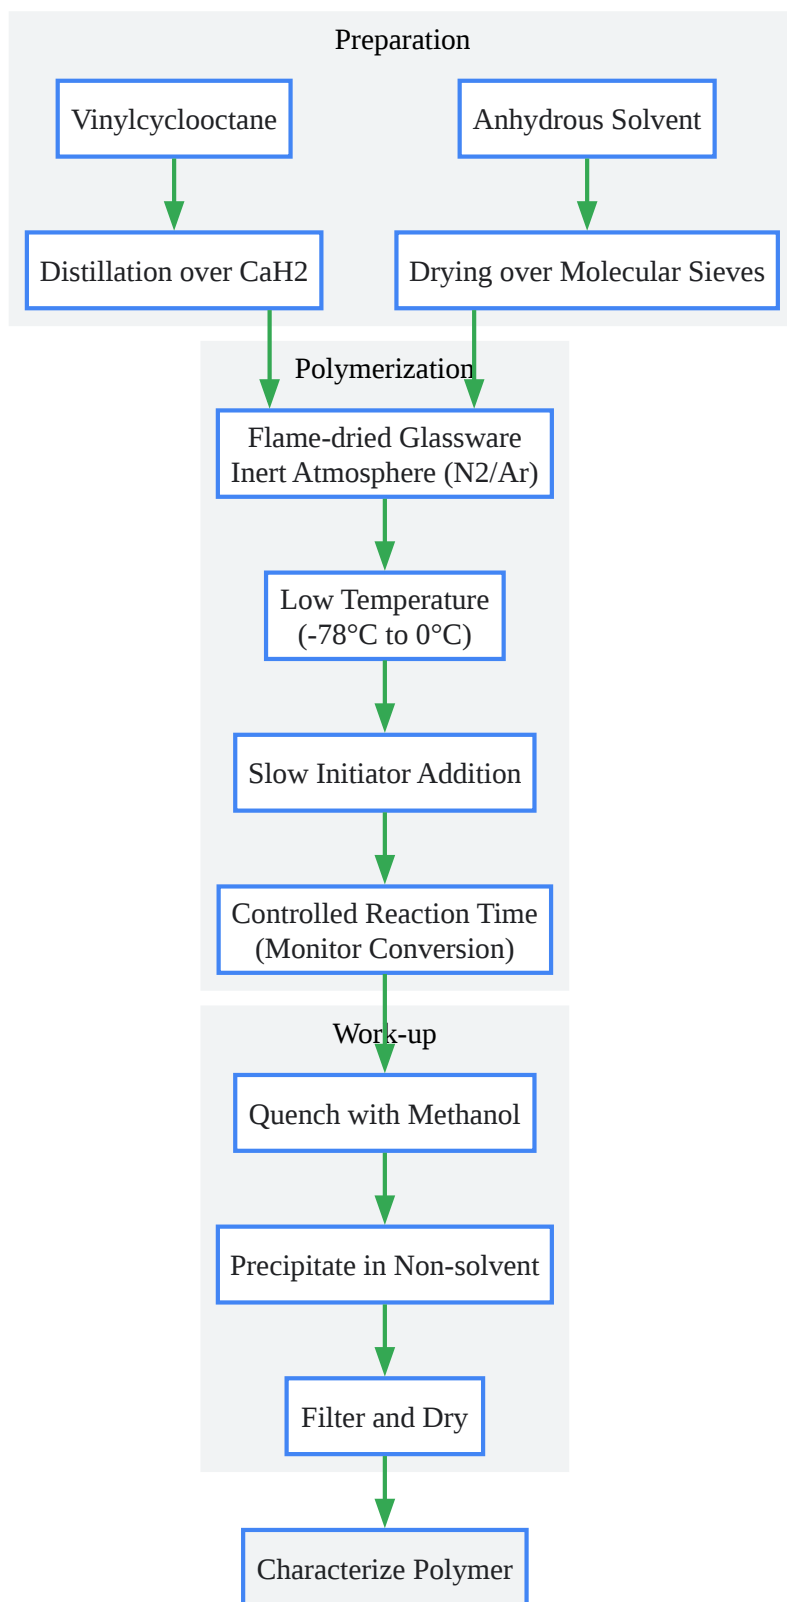 Preparation
Vinylcyclooctane
Anhydrous Solvent
Distillation over CaH2
Drying over Molecular Sieves
Polymerization
Flame-dried Glassware
Inert Atmosphere (N2/Ar)
Low Temperature
(-78°C to 0°C)
Slow Initiator Addition
Controlled Reaction Time
(Monitor Conversion)
Work-up
Quench with Methanol
Precipitate in Non-solvent
Filter and Dry
Characterize Polymer